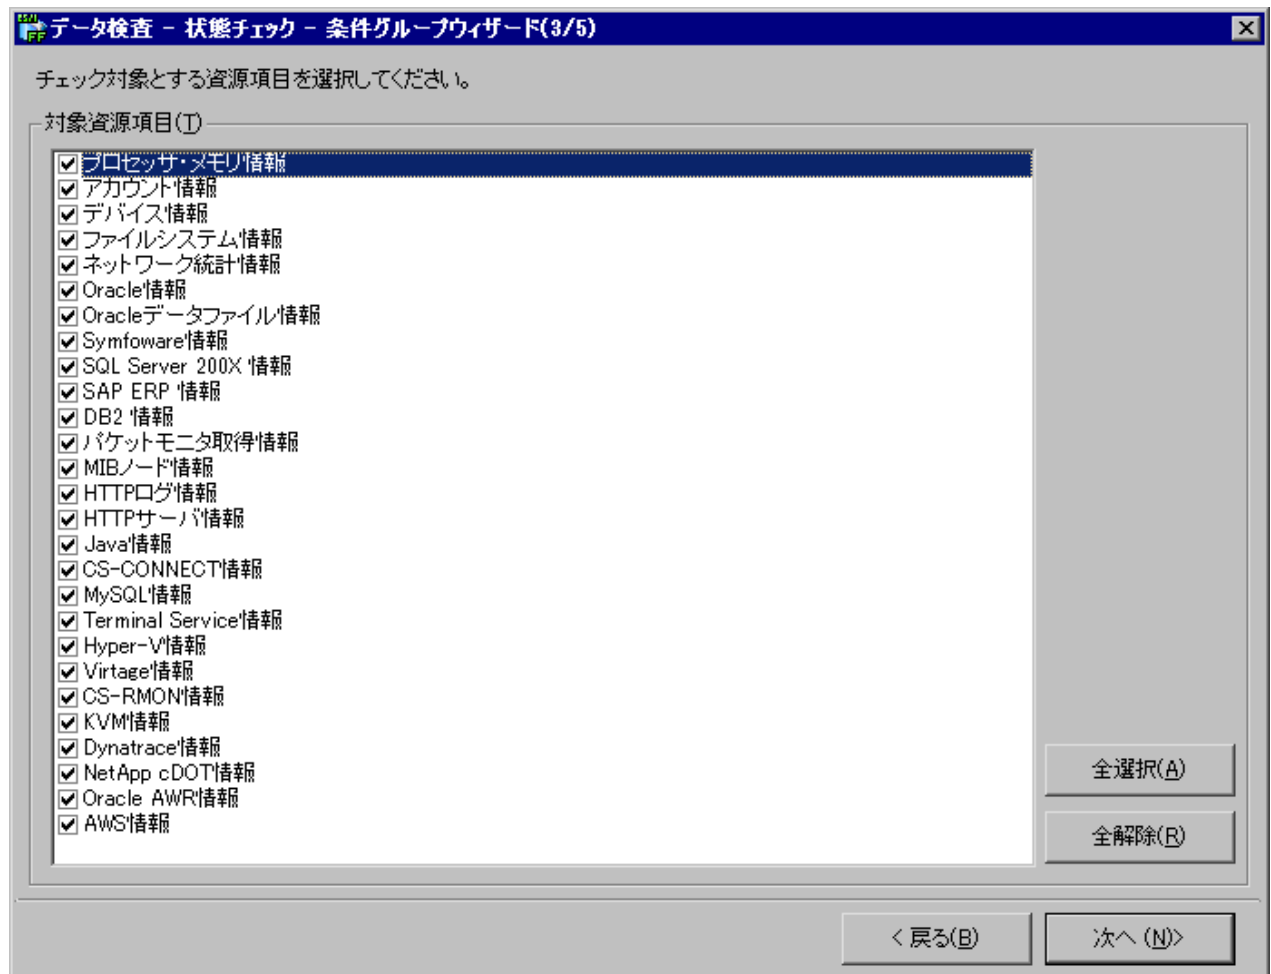 データ検査 - 状態チェック - 条件グループウィザード(3/5)
チェック対象とする資源項目を選択してください。
対象資源項目(T)
プロセッサ・メモリ情報
アカウント情報
デバイス情報
ファイルシステム情報
ネットワーク統計情報
Oracle情報
Oracleデータファイル情報
Symfoware情報
SQL Server 200X 情報
SAP ERP 情報
DB2 情報
パケットモニタ取得情報
MIBノード情報
HTTPログ情報
HTTPサーバ情報
Java情報
CS-CONNECT情報
MySQL情報
Terminal Service情報
Hyper-V情報
Virtage情報
CS-RMON情報
KVM情報
Dynatrace情報
NetApp cDOT情報
Oracle AWR情報
AWS情報
全選択(A)
全解除(R)
< 戻る(B)
次へ (N)>